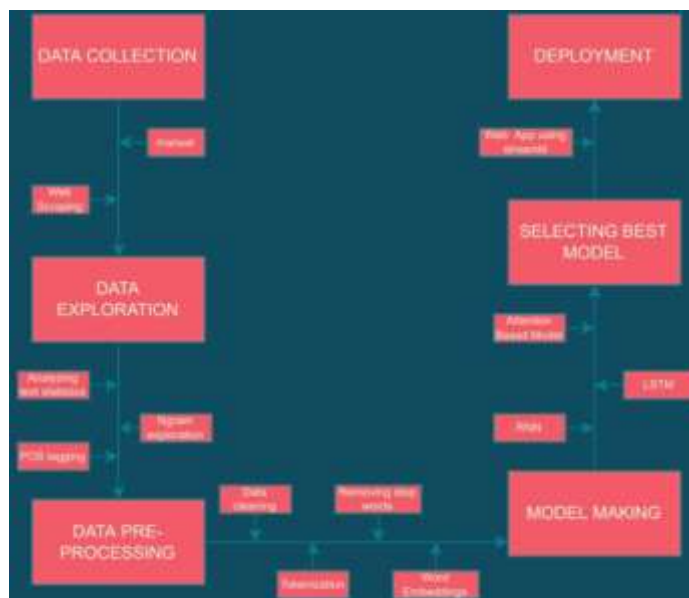 DATA COLLECTION
manual
Web
Scraping
DATA
EXPLORATION
Analyzing
text statistics
Ngram
exploration
POS tagging
DATA PRE-
PROCESSING
Data
cleaning
Tokenization
Removing stop
words
Word
Embeddings
MODEL MAKING
RNN
LSTM
Attention
Based Model
SELECTING BEST
MODEL
Web App using
streamlit
DEPLOYMENT